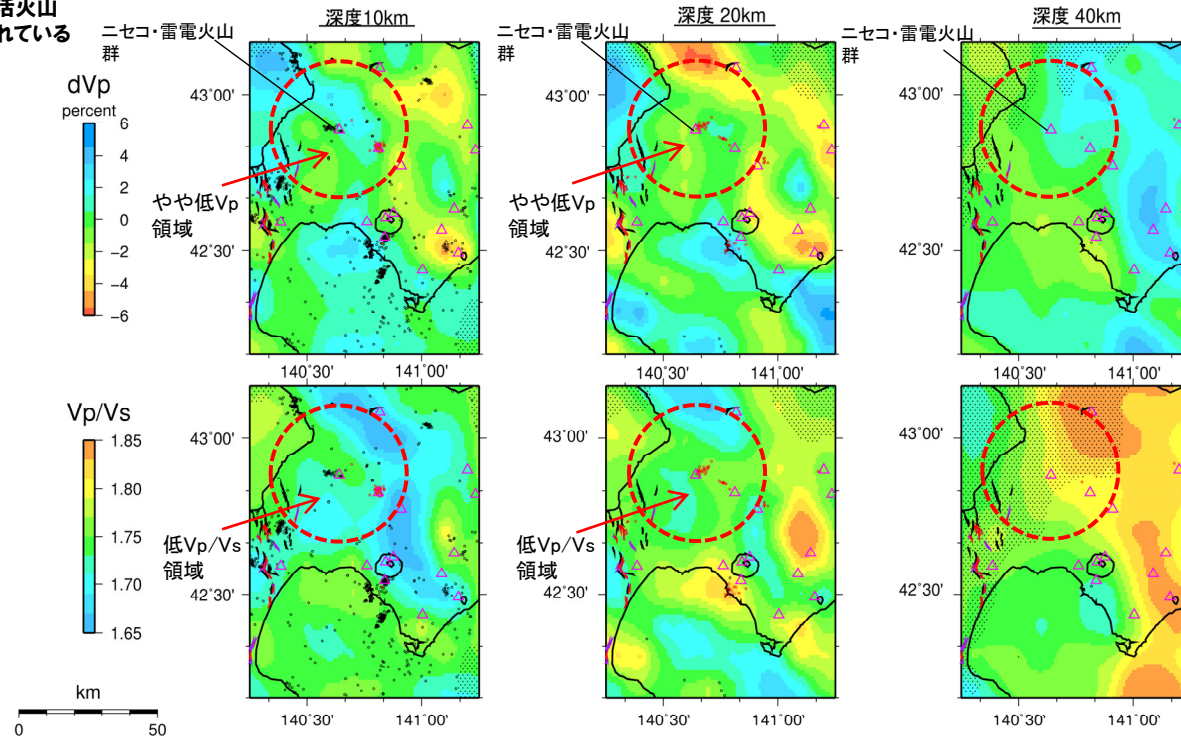 活火山
れている
深度10km
深度 20km
深度 40km
ニセコ・雷電火山
群
ニセコ・雷電火山
群
ニセコ・雷電火山
群
dVp
percent
6
4
2
0
−2
−4
−6
43°00'
42°30'
やや低Vp
領域
140°30'
141°00'
43°00'
42°30'
やや低Vp
領域
140°30'
141°00'
43°00'
42°30'
140°30'
141°00'
Vp/Vs
1.85
1.80
1.75
1.70
1.65
43°00'
42°30'
低Vp/Vs
領域
140°30'
141°00'
43°00'
42°30'
低Vp/Vs
領域
140°30'
141°00'
43°00'
42°30'
140°30'
141°00'
km
0
50